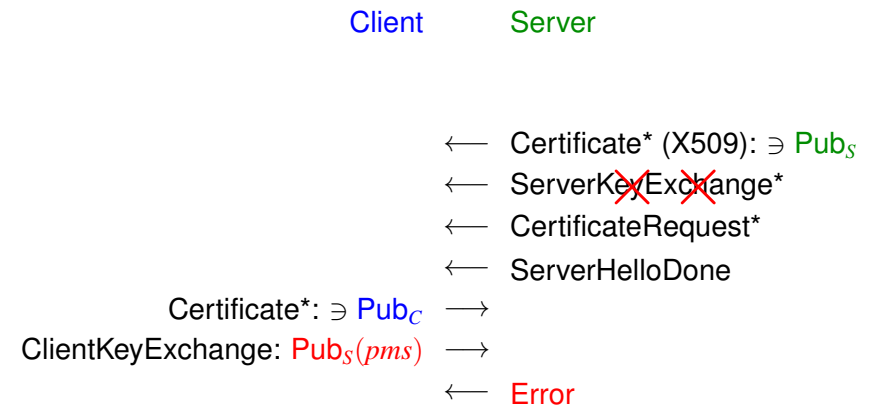 Client Server
← Certificate* (X509): ∋ Pub_S
← ServerKeyExchange*
← CertificateRequest*
← ServerHelloDone
Certificate*: ∋ Pub_C →
ClientKeyExchange: Pub_S(pms) →
← Error